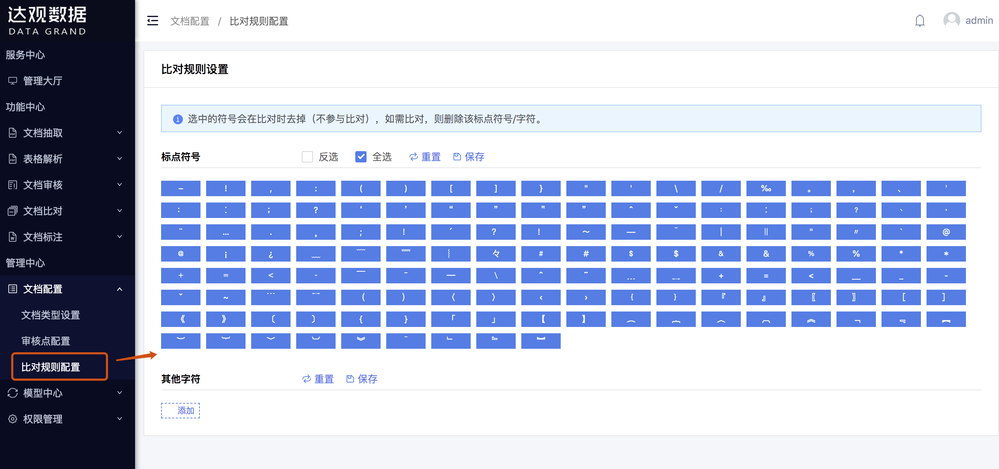 达观数据
DATA GRAND
服务中心
管理大厅
功能中心
文档抽取
表格解析
文档审核
文档比对
文档标注
管理中心
文档配置
文档类型设置
审核点配置
比对规则配置
模型中心
权限管理
文档配置 / 比对规则配置
admin
比对规则设置
选中的符号会在比对时去掉（不参与比对），如需比对，则删除该标点符号/字符。
标点符号 反选 全选 重置 保存
– ! , : ( ) [ ] } " ' \ / ‰ 。 ， 、 '
： ︰ ； ？ ‘ ’ “ ” 〝 ” ˆ ˇ ﹕ ︰ ﹔ ﹖ ﹑ ·
¨ … . ¸ ; ！ ´ ？ ！ ～ — ˉ ｜ ‖ ＂ 〃 ｀ @
﹫ ¡ ¿ ﹏ ﹋ ﹌ ︴ 々 ﹟ # ﹩ $ ﹠ & ﹪ % * ﹡
﹢ ﹦ ﹤ ‐ ￣ ¯ ― ﹨ ˆ ˜ ﹍ ﹎ + = < ＿ _ -
ˇ ~ ﹉ ﹊ （ ） 〈 〉 ‹ › ﹛ ﹜ 『 』 〖 〗 ［ ］
《 》 〔 〕 { } 「 」 【 】 ︵ ︷ ︿ ︹ ︽ ﹁ ﹃ ︻
︶ ︸ ﹀ ︺ ︾ ˉ ﹂ ﹄ ︼
其他字符 重置 保存
添加